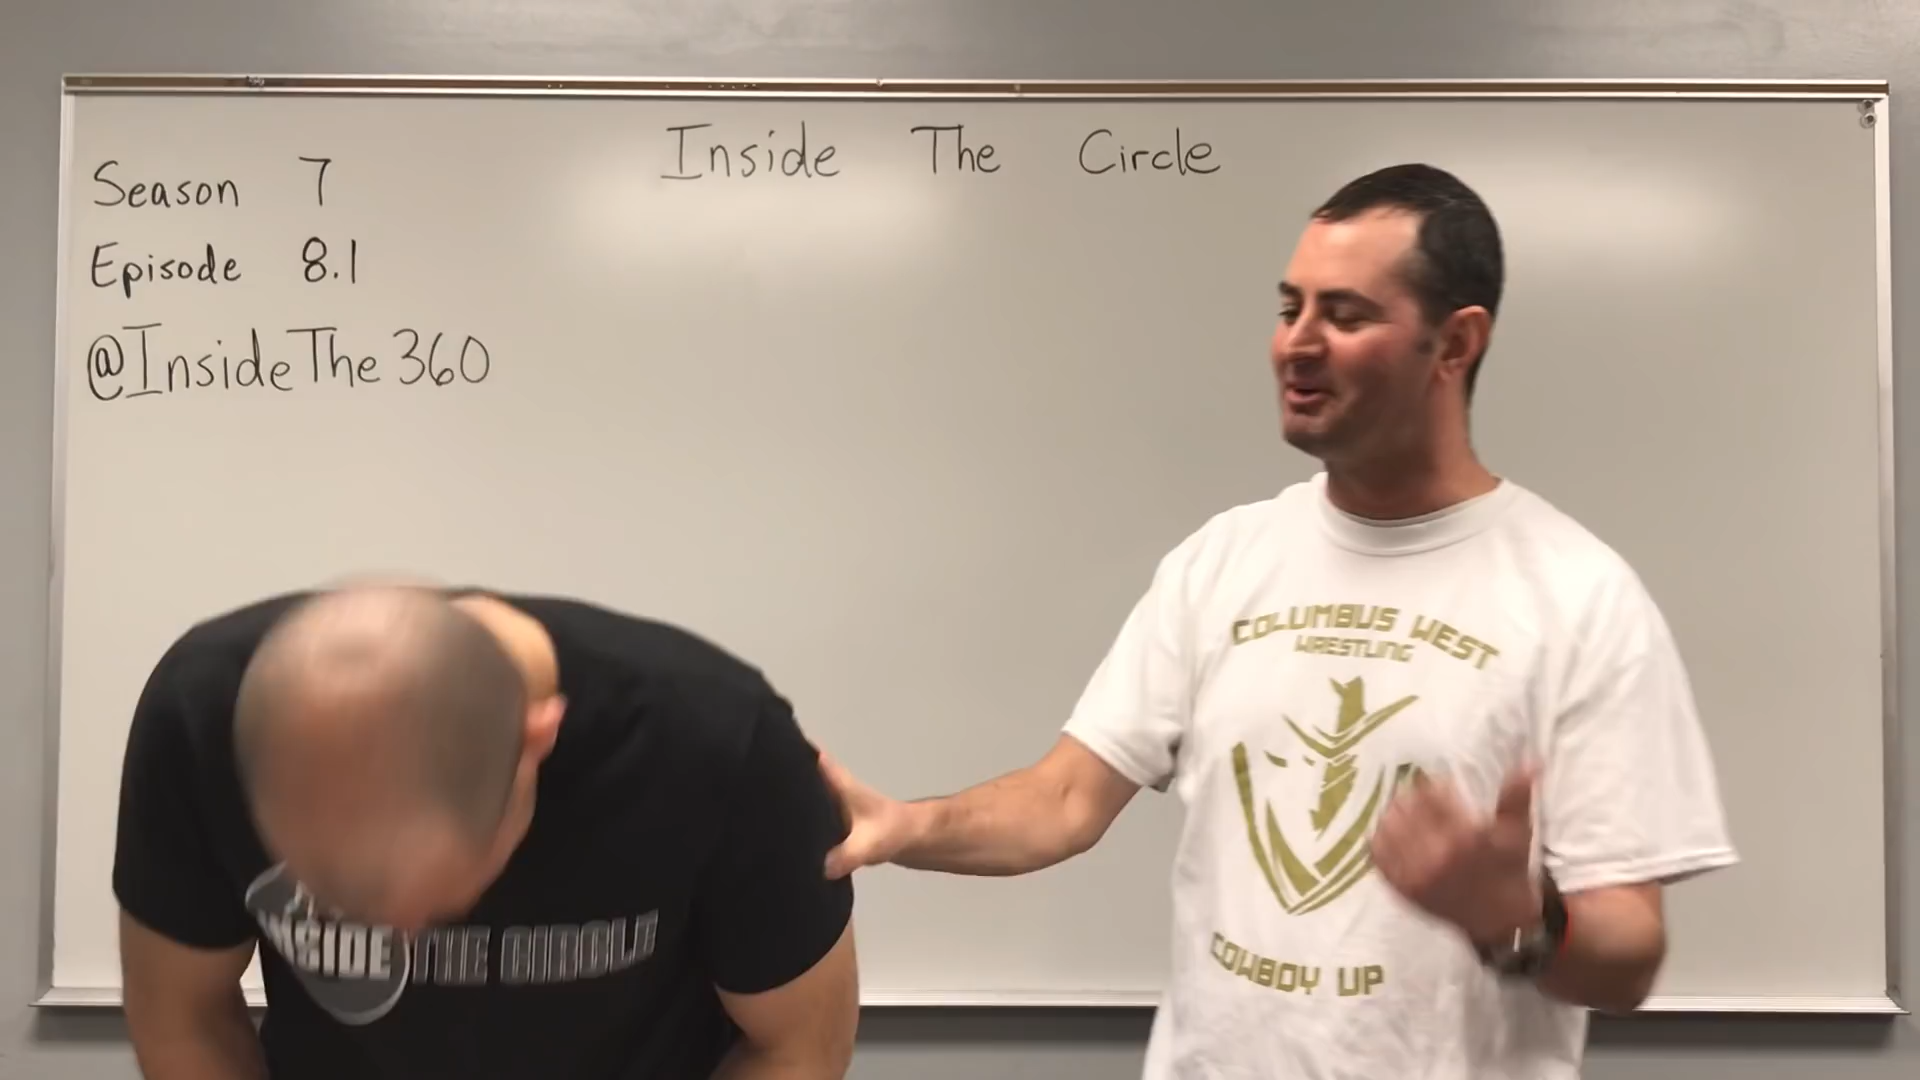 Inside The Circle
Season 7
Episode 8.1
@InsideThe360
INSIDE THE CIRCLE
COLUMBUS WEST
WRESTLING
COWBOY UP